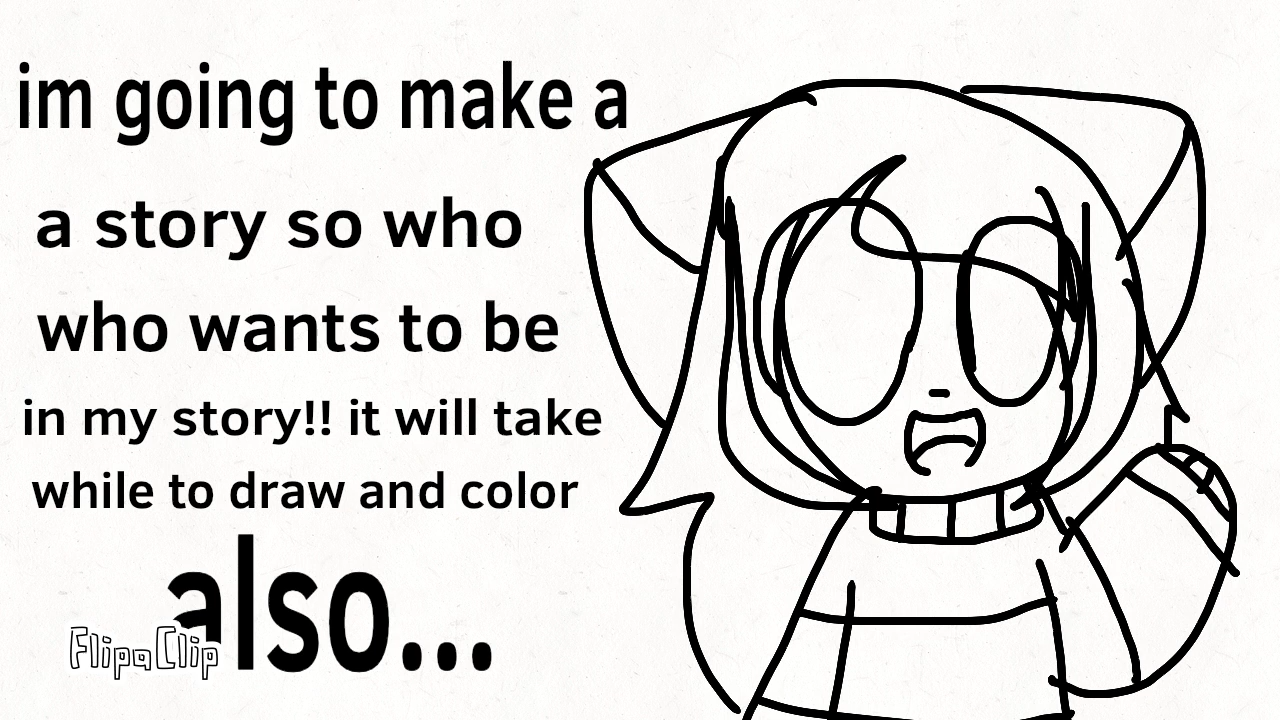 im going to make a
a story so who
who wants to be
in my story!! it will take
while to draw and color
also...
FlipaClip